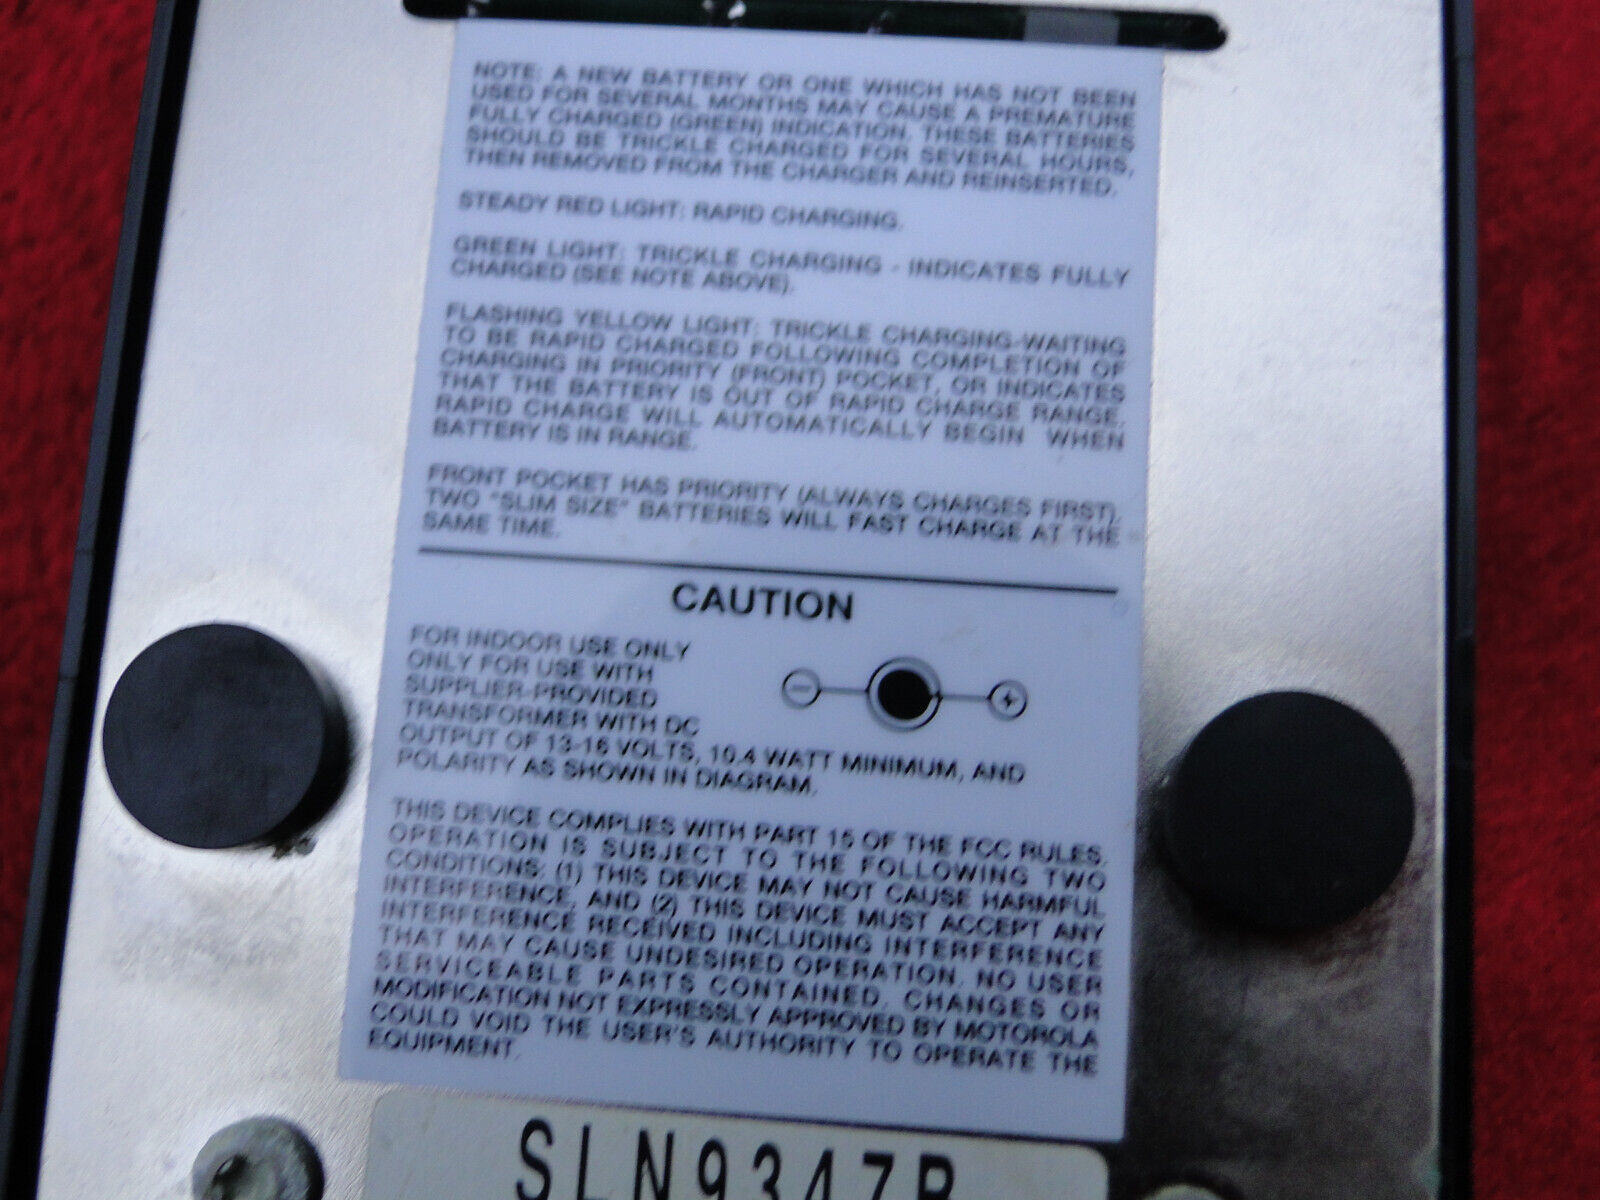 NOTE: A NEW BATTERY OR ONE WHICH HAS NOT BEEN
USED FOR SEVERAL MONTHS MAY CAUSE A PREMATURE
FULLY CHARGED (GREEN) INDICATION. THESE BATTERIES
SHOULD BE TRICKLE CHARGED FOR SEVERAL HOURS,
THEN REMOVED FROM THE CHARGER AND REINSERTED.
STEADY RED LIGHT: RAPID CHARGING.
GREEN LIGHT: TRICKLE CHARGING - INDICATES FULLY
CHARGED (SEE NOTE ABOVE).
FLASHING YELLOW LIGHT: TRICKLE CHARGING-WAITING
TO BE RAPID CHARGED FOLLOWING COMPLETION OF
CHARGING IN PRIORITY (FRONT) POCKET, OR INDICATES
THAT THE BATTERY IS OUT OF RAPID CHARGE RANGE.
RAPID CHARGE WILL AUTOMATICALLY BEGIN WHEN
BATTERY IS IN RANGE.
FRONT POCKET HAS PRIORITY (ALWAYS CHARGES FIRST).
TWO "SLIM SIZE" BATTERIES WILL FAST CHARGE AT THE
SAME TIME.
CAUTION
FOR INDOOR USE ONLY
ONLY FOR USE WITH
SUPPLIER-PROVIDED
TRANSFORMER WITH DC
OUTPUT OF 13-16 VOLTS, 10.4 WATT MINIMUM, AND
POLARITY AS SHOWN IN DIAGRAM.
- +
THIS DEVICE COMPLIES WITH PART 15 OF THE FCC RULES.
OPERATION IS SUBJECT TO THE FOLLOWING TWO
CONDITIONS: (1) THIS DEVICE MAY NOT CAUSE HARMFUL
INTERFERENCE, AND (2) THIS DEVICE MUST ACCEPT ANY
INTERFERENCE RECEIVED INCLUDING INTERFERENCE
THAT MAY CAUSE UNDESIRED OPERATION. NO USER
SERVICEABLE PARTS CONTAINED. CHANGES OR
MODIFICATION NOT EXPRESSLY APPROVED BY MOTOROLA
COULD VOID THE USER'S AUTHORITY TO OPERATE THE
EQUIPMENT.